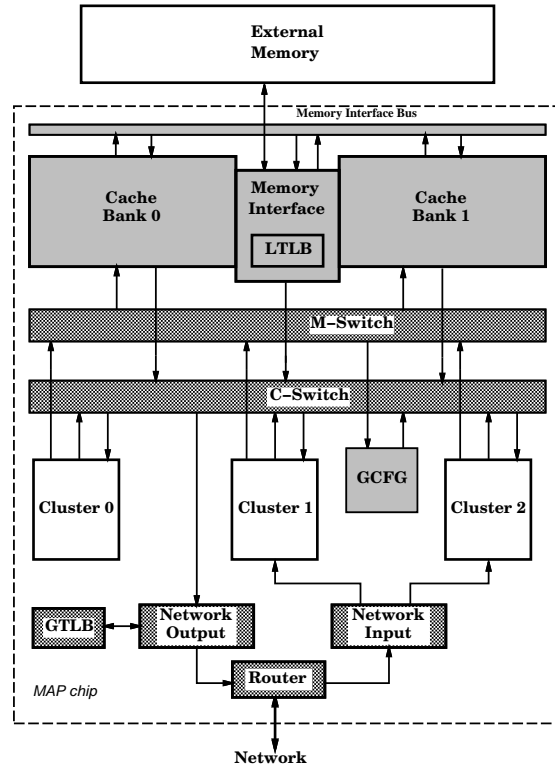 External
Memory
Memory Interface Bus
Cache
Bank 0
Memory
Interface
LTLB
Cache
Bank 1
M–Switch
C–Switch
Cluster 0
Cluster 1
GCFG
Cluster 2
GTLB
Network
Output
Network
Input
Router
MAP chip
Network